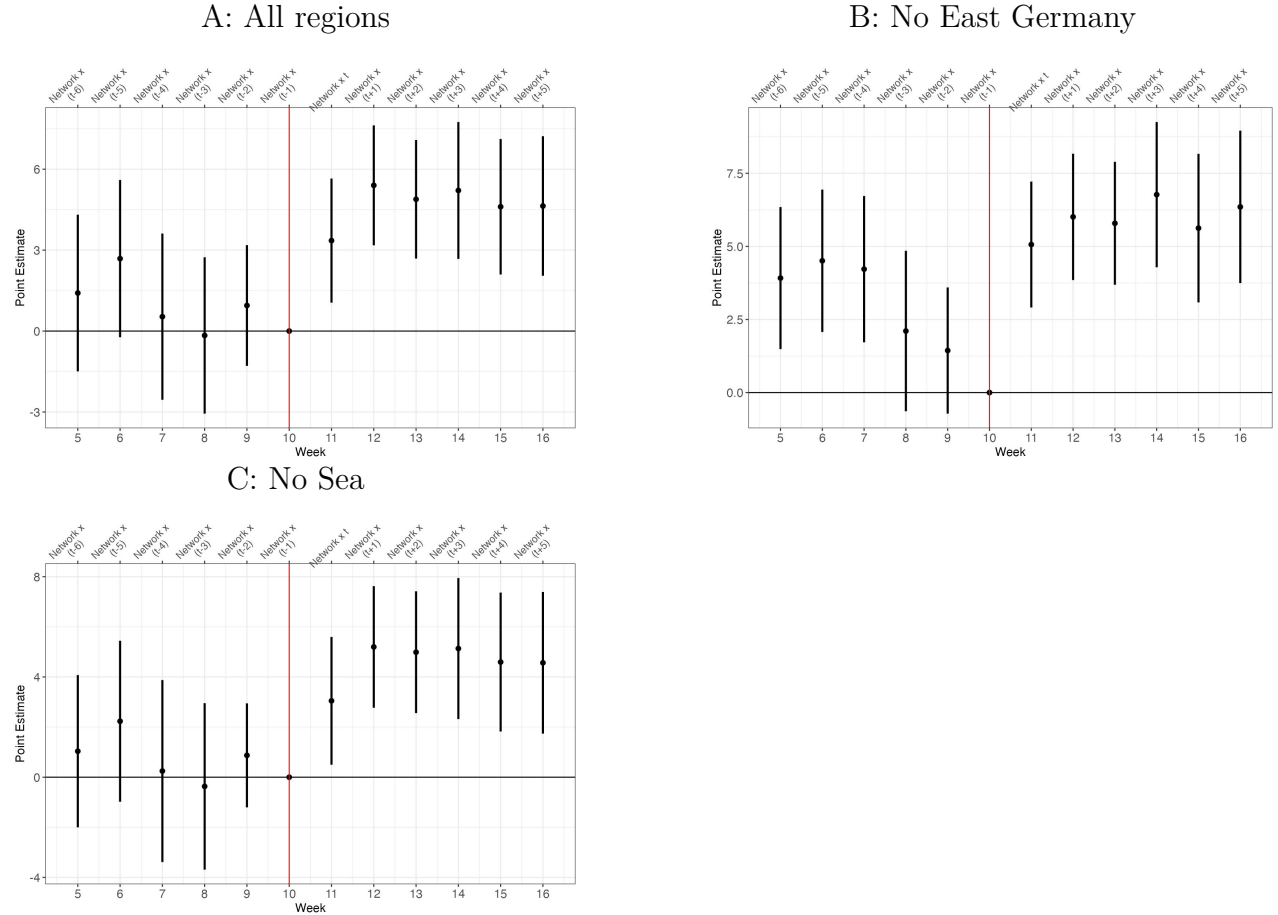 A: All regions
Network x
(t-6)
Network x
(t-5)
Network x
(t-4)
Network x
(t-3)
Network x
(t-2)
Network x
(t-1)
Network x t
Network x
(t+1)
Network x
(t+2)
Network x
(t+3)
Network x
(t+4)
Network x
(t+5)
Point Estimate
6
3
0
-3
5 6 7 8 9 10 11 12 13 14 15 16
Week
B: No East Germany
Network x
(t-6)
Network x
(t-5)
Network x
(t-4)
Network x
(t-3)
Network x
(t-2)
Network x
(t-1)
Network x t
Network x
(t+1)
Network x
(t+2)
Network x
(t+3)
Network x
(t+4)
Network x
(t+5)
Point Estimate
7.5
5.0
2.5
0.0
5 6 7 8 9 10 11 12 13 14 15 16
Week
C: No Sea
Network x
(t-6)
Network x
(t-5)
Network x
(t-4)
Network x
(t-3)
Network x
(t-2)
Network x
(t-1)
Network x t
Network x
(t+1)
Network x
(t+2)
Network x
(t+3)
Network x
(t+4)
Network x
(t+5)
Point Estimate
8
4
0
-4
5 6 7 8 9 10 11 12 13 14 15 16
Week